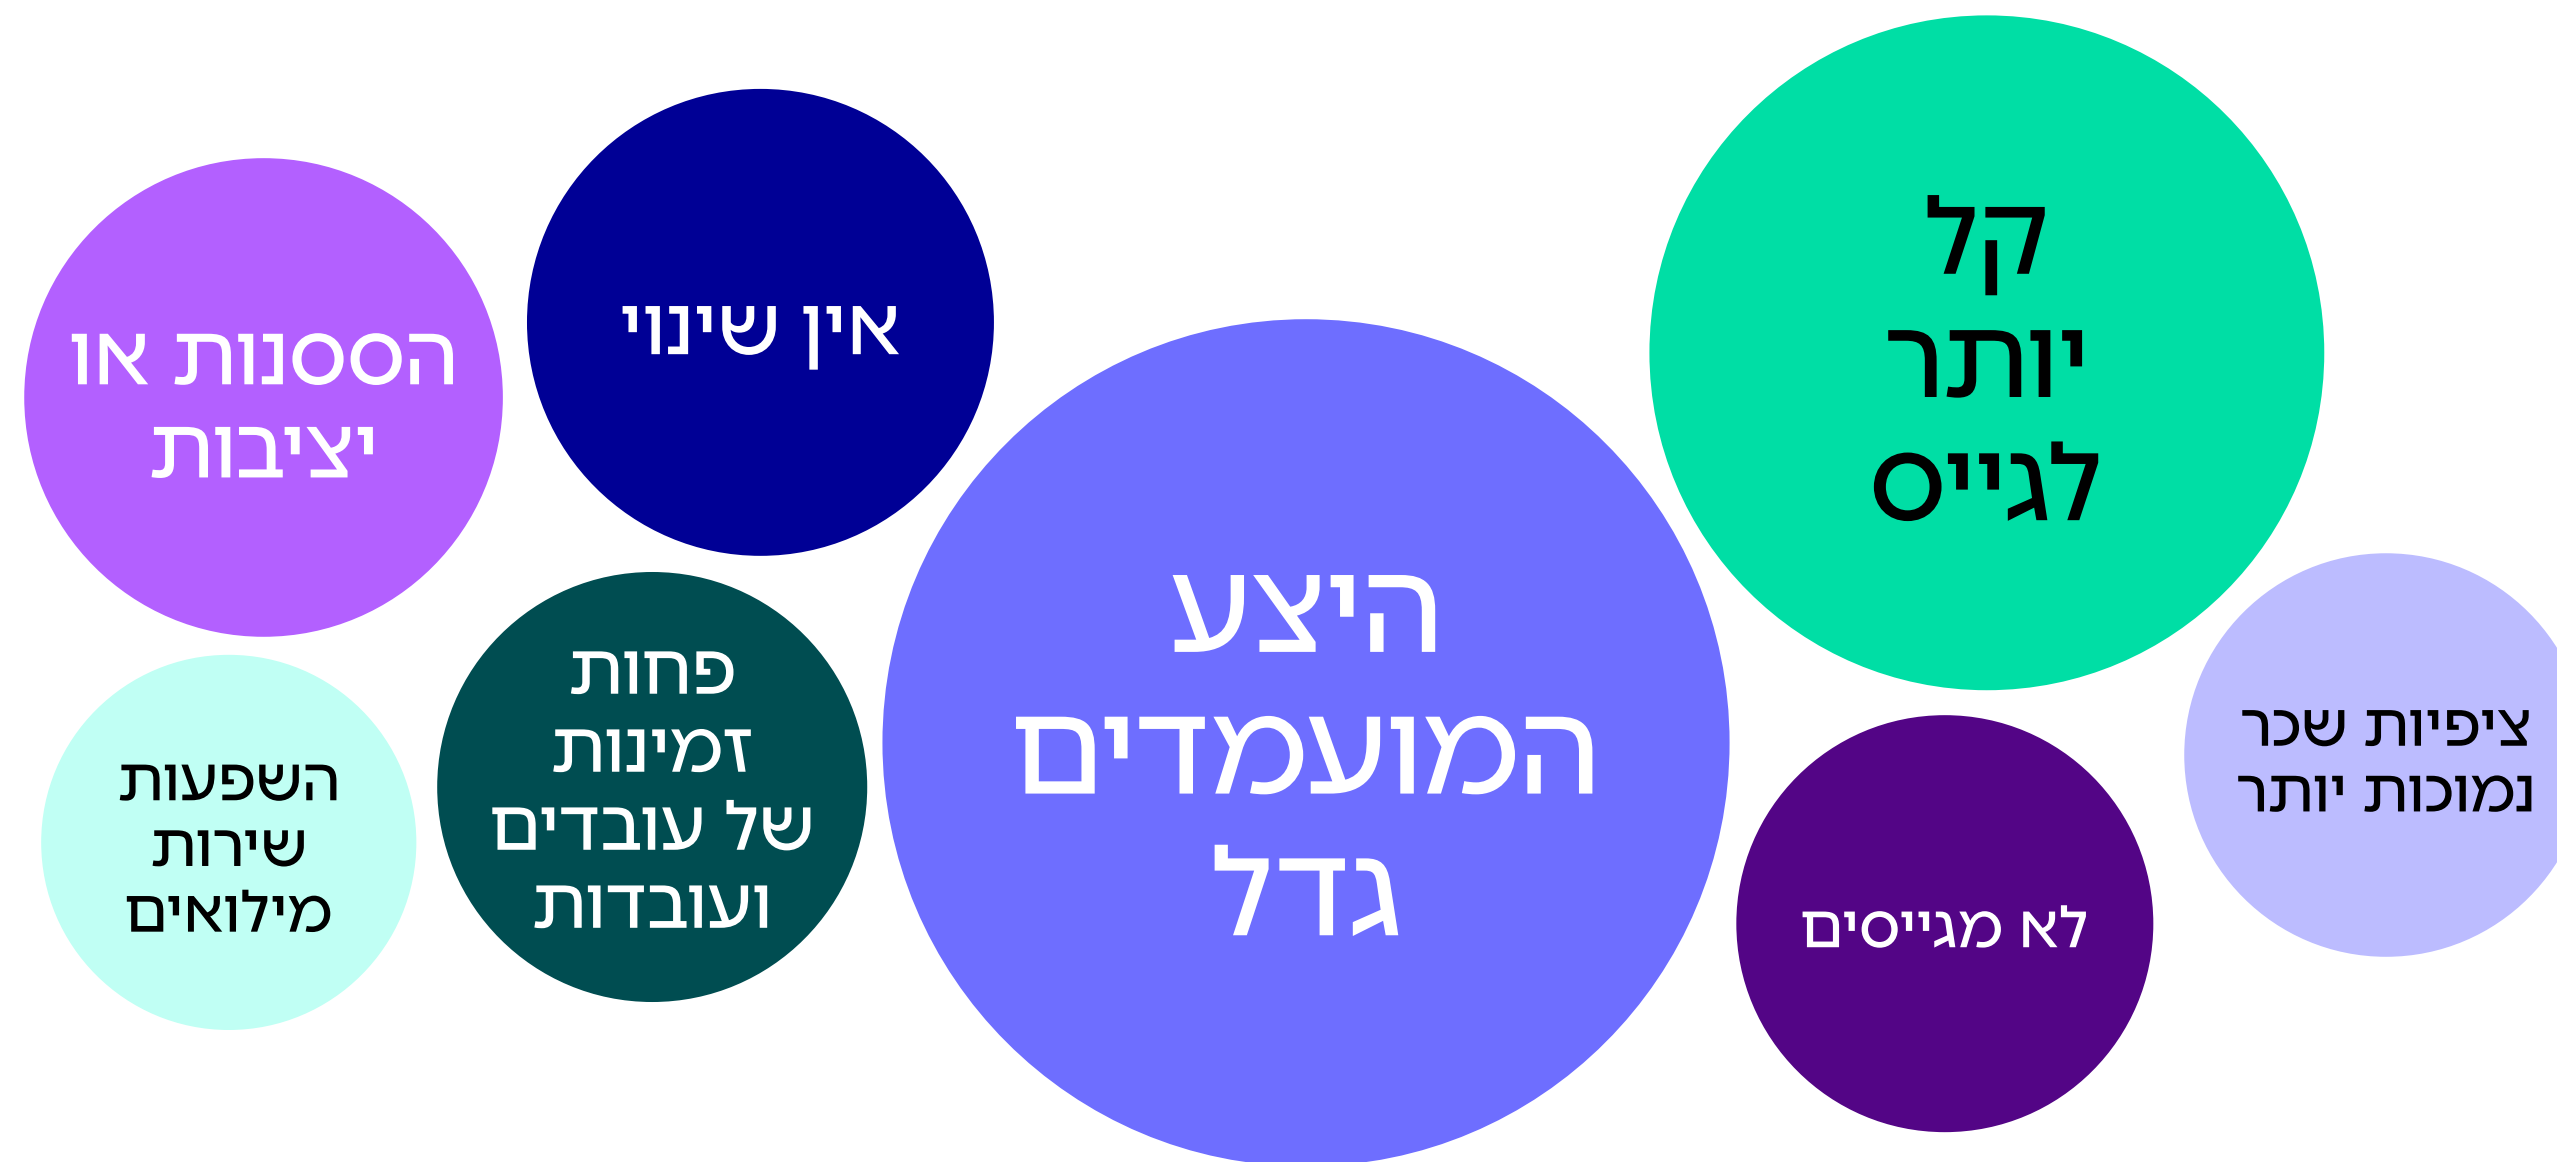 קל
יותר
לגייס
ציפיות שכר
נמוכות יותר
לא מגייסים
היצע
המועמדים
גדל
אין שינוי
פחות
זמינות
של עובדים
ועובדות
הססנות או
יציבות
השפעות
שירות
מילואים